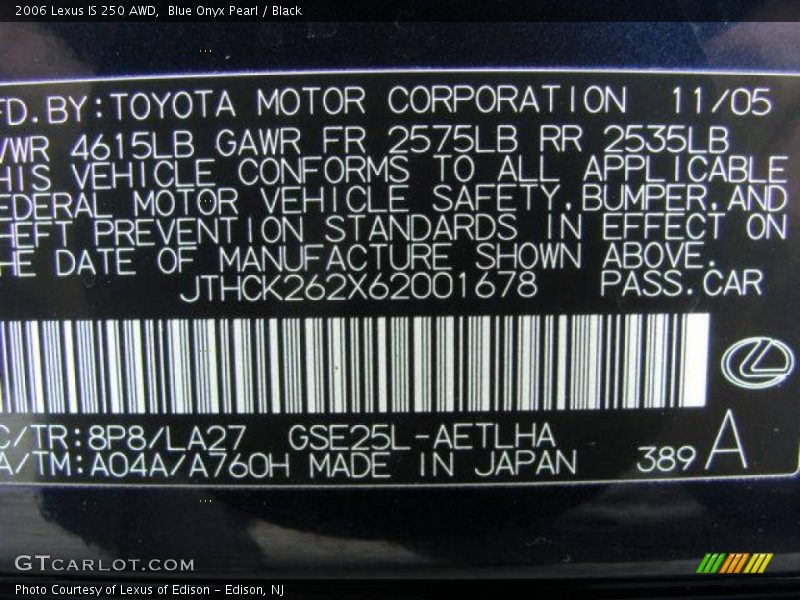 2006 Lexus IS 250 AWD,  Blue Onyx Pearl / Black
FD.BY:TOYOTA MOTOR CORPORATION 11/05
VWR 4615LB GAWR FR 2575LB RR 2535LB
HIS VEHICLE CONFORMS TO ALL APPLICABLE
EDERAL MOTOR VEHICLE SAFETY,BUMPER,AND
HEFT PREVENTION STANDARDS IN EFFECT ON
HE DATE OF MANUFACTURE SHOWN ABOVE.
JTHCK262X62001678 PASS.CAR
C/TR:8P8/LA27 GSE25L-AETLHA
A/TM:A04A/A760H MADE IN JAPAN 389 A
GTCARLOT.COM
Photo Courtesy of Lexus of Edison - Edison, NJ